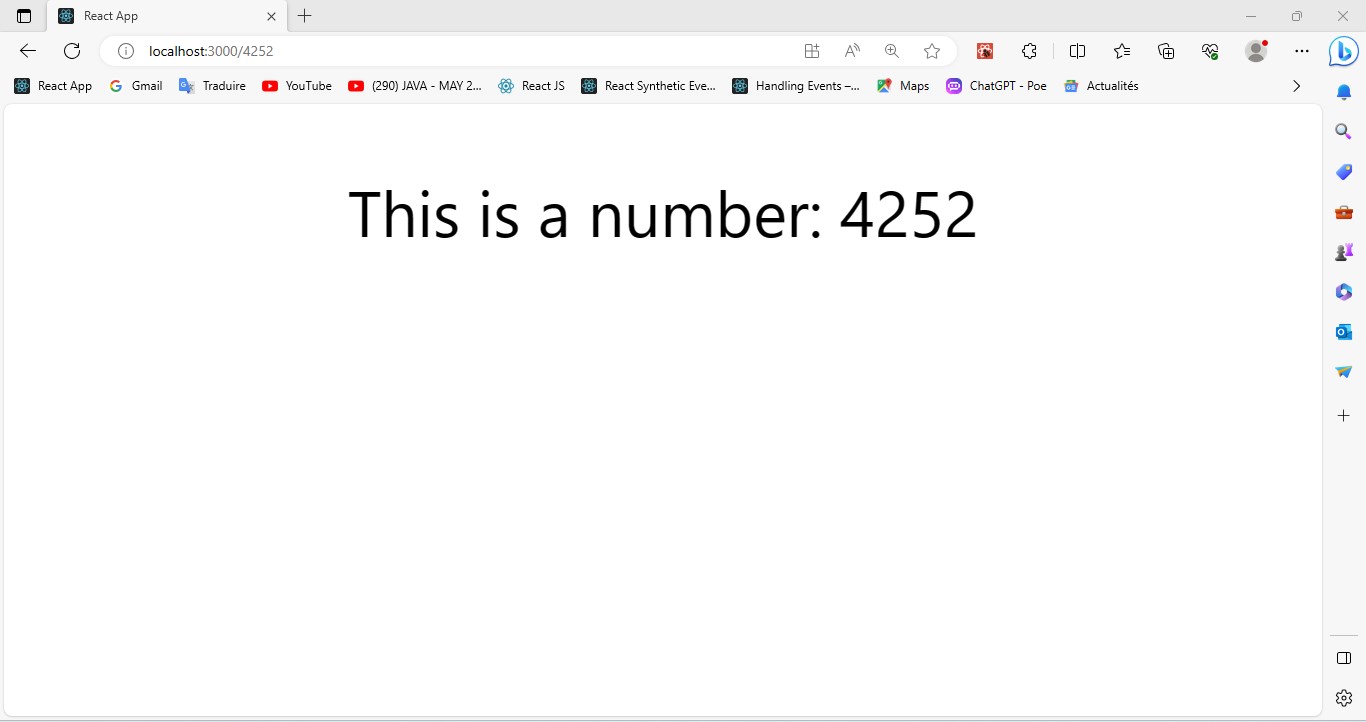 React App
localhost:3000/4252
React App Gmail Traduire YouTube (290) JAVA - MAY 2... React JS React Synthetic Eve... Handling Events –... Maps ChatGPT - Poe Actualités
This is a number: 4252